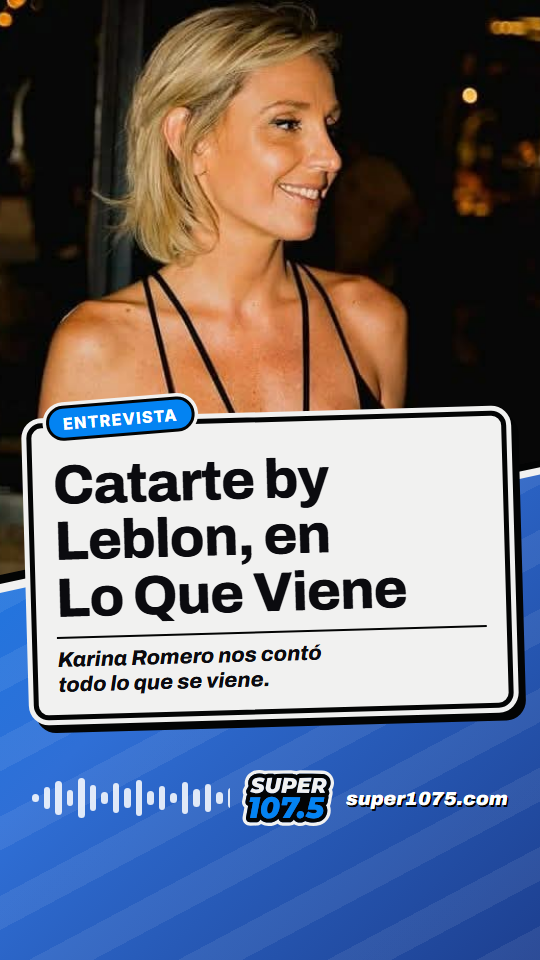 ENTREVISTA
Catarte by
Leblon, en
Lo Que Viene
Karina Romero nos contó
todo lo que se viene.
SUPER
107.5
super1075.com